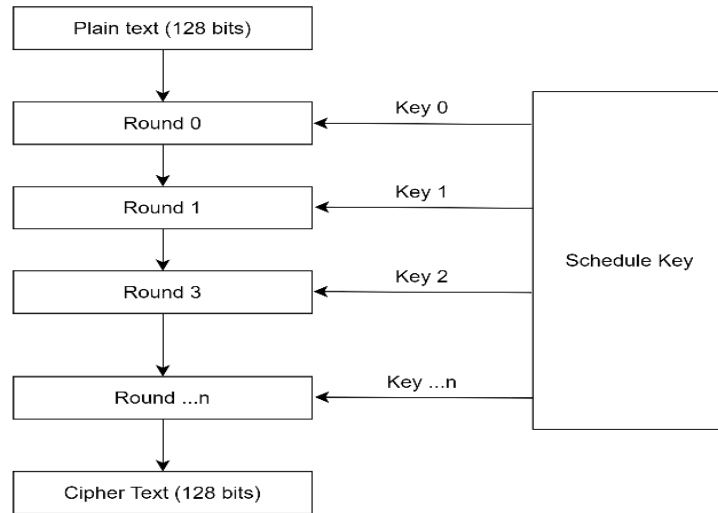 Plain text (128 bits)
Round 0
Key 0
Round 1
Key 1
Schedule Key
Round 3
Key 2
Round ...n
Key ...n
Cipher Text (128 bits)